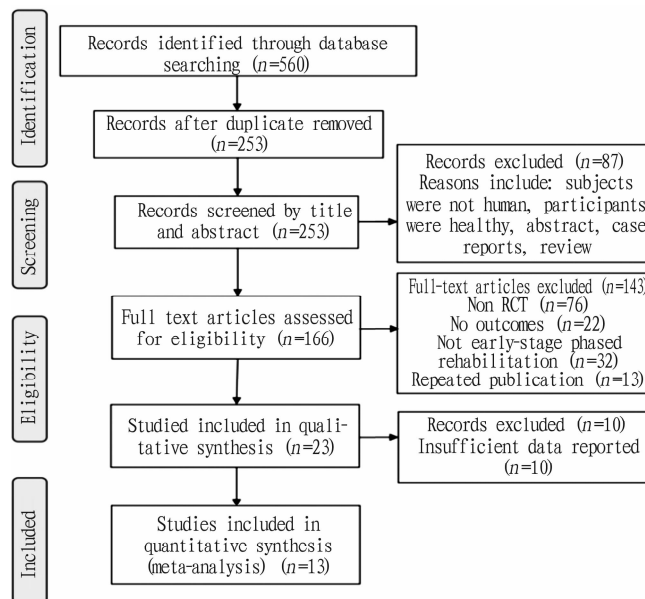 Identification
Records identified through database
searching (n=560)
Records after duplicate removed
(n=253)
Screening
Records screened by title
and abstract (n=253)
Records excluded (n=87)
Reasons include: subjects
were not human, participants
were healthy, abstract, case
reports, review
Eligibility
Full text articles assessed
for eligibility (n=166)
Full-text articles excluded (n=143)
Non RCT (n=76)
No outcomes (n=22)
Not early-stage phased
rehabilitation (n=32)
Repeated publication (n=13)
Studied included in quali-
tative synthesis (n=23)
Records excluded (n=10)
Insufficient data reported
(n=10)
Included
Studies included in
quantitative synthesis
(meta-analysis) (n=13)